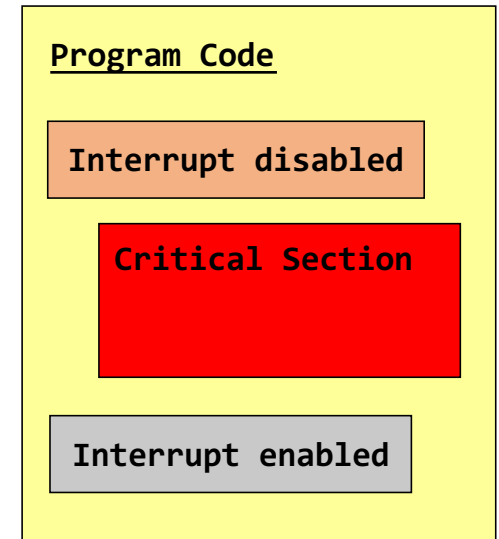 Program Code
Interrupt disabled
Critical Section
Interrupt enabled